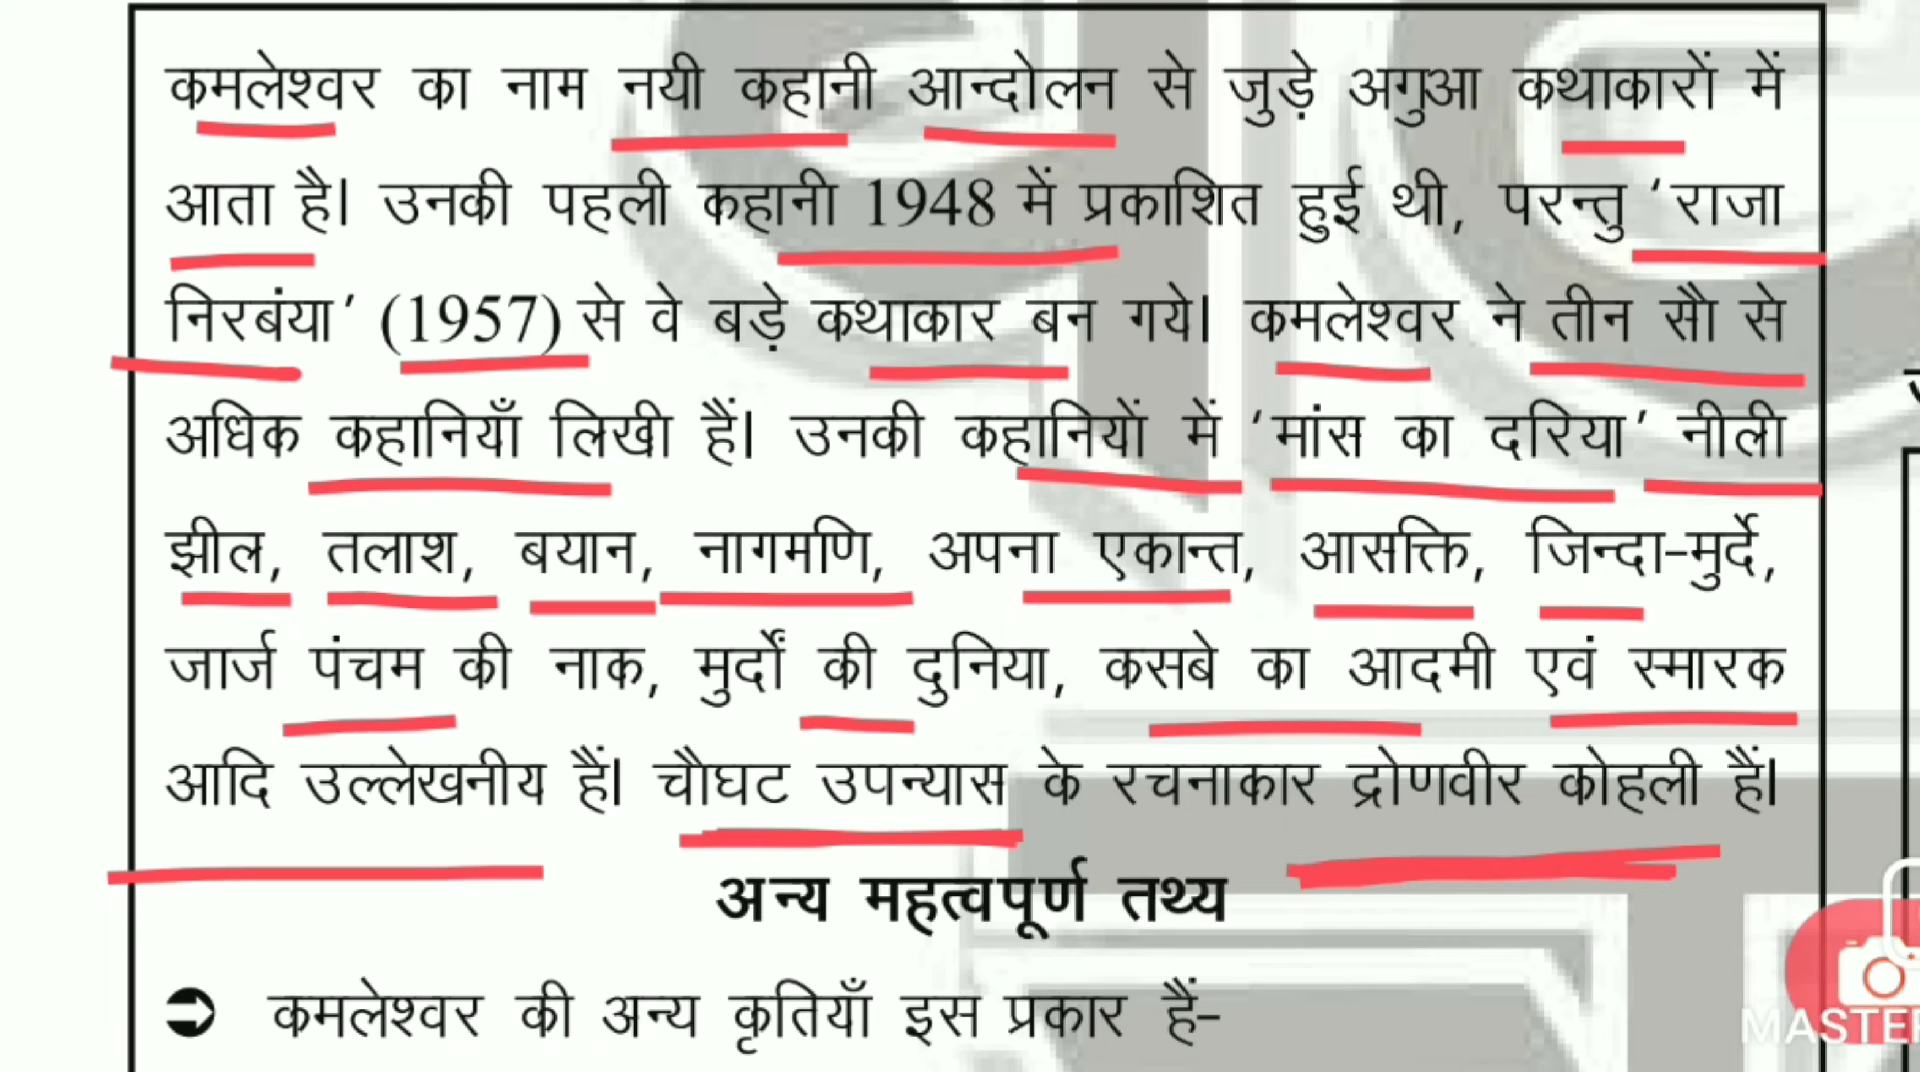 कमलेश्वर का नाम नयी कहानी आन्दोलन से जुड़े अगुआ कथाकारों में
आता है। उनकी पहली कहानी 1948 में प्रकाशित हुई थी, परन्तु ‘राजा
निरबंया’ (1957) से वे बड़े कथाकार बन गये। कमलेश्वर ने तीन सौ से
अधिक कहानियाँ लिखी हैं। उनकी कहानियों में ‘मांस का दरिया’ नीली
झील, तलाश, बयान, नागमणि, अपना एकान्त, आसक्ति, जिन्दा-मुर्दे,
जार्ज पंचम की नाक, मुर्दों की दुनिया, कसबे का आदमी एवं स्मारक
आदि उल्लेखनीय हैं। चौघट उपन्यास के रचनाकार द्रोणवीर कोहली हैं।
अन्य महत्वपूर्ण तथ्य
➲ कमलेश्वर की अन्य कृतियाँ इस प्रकार हैं-